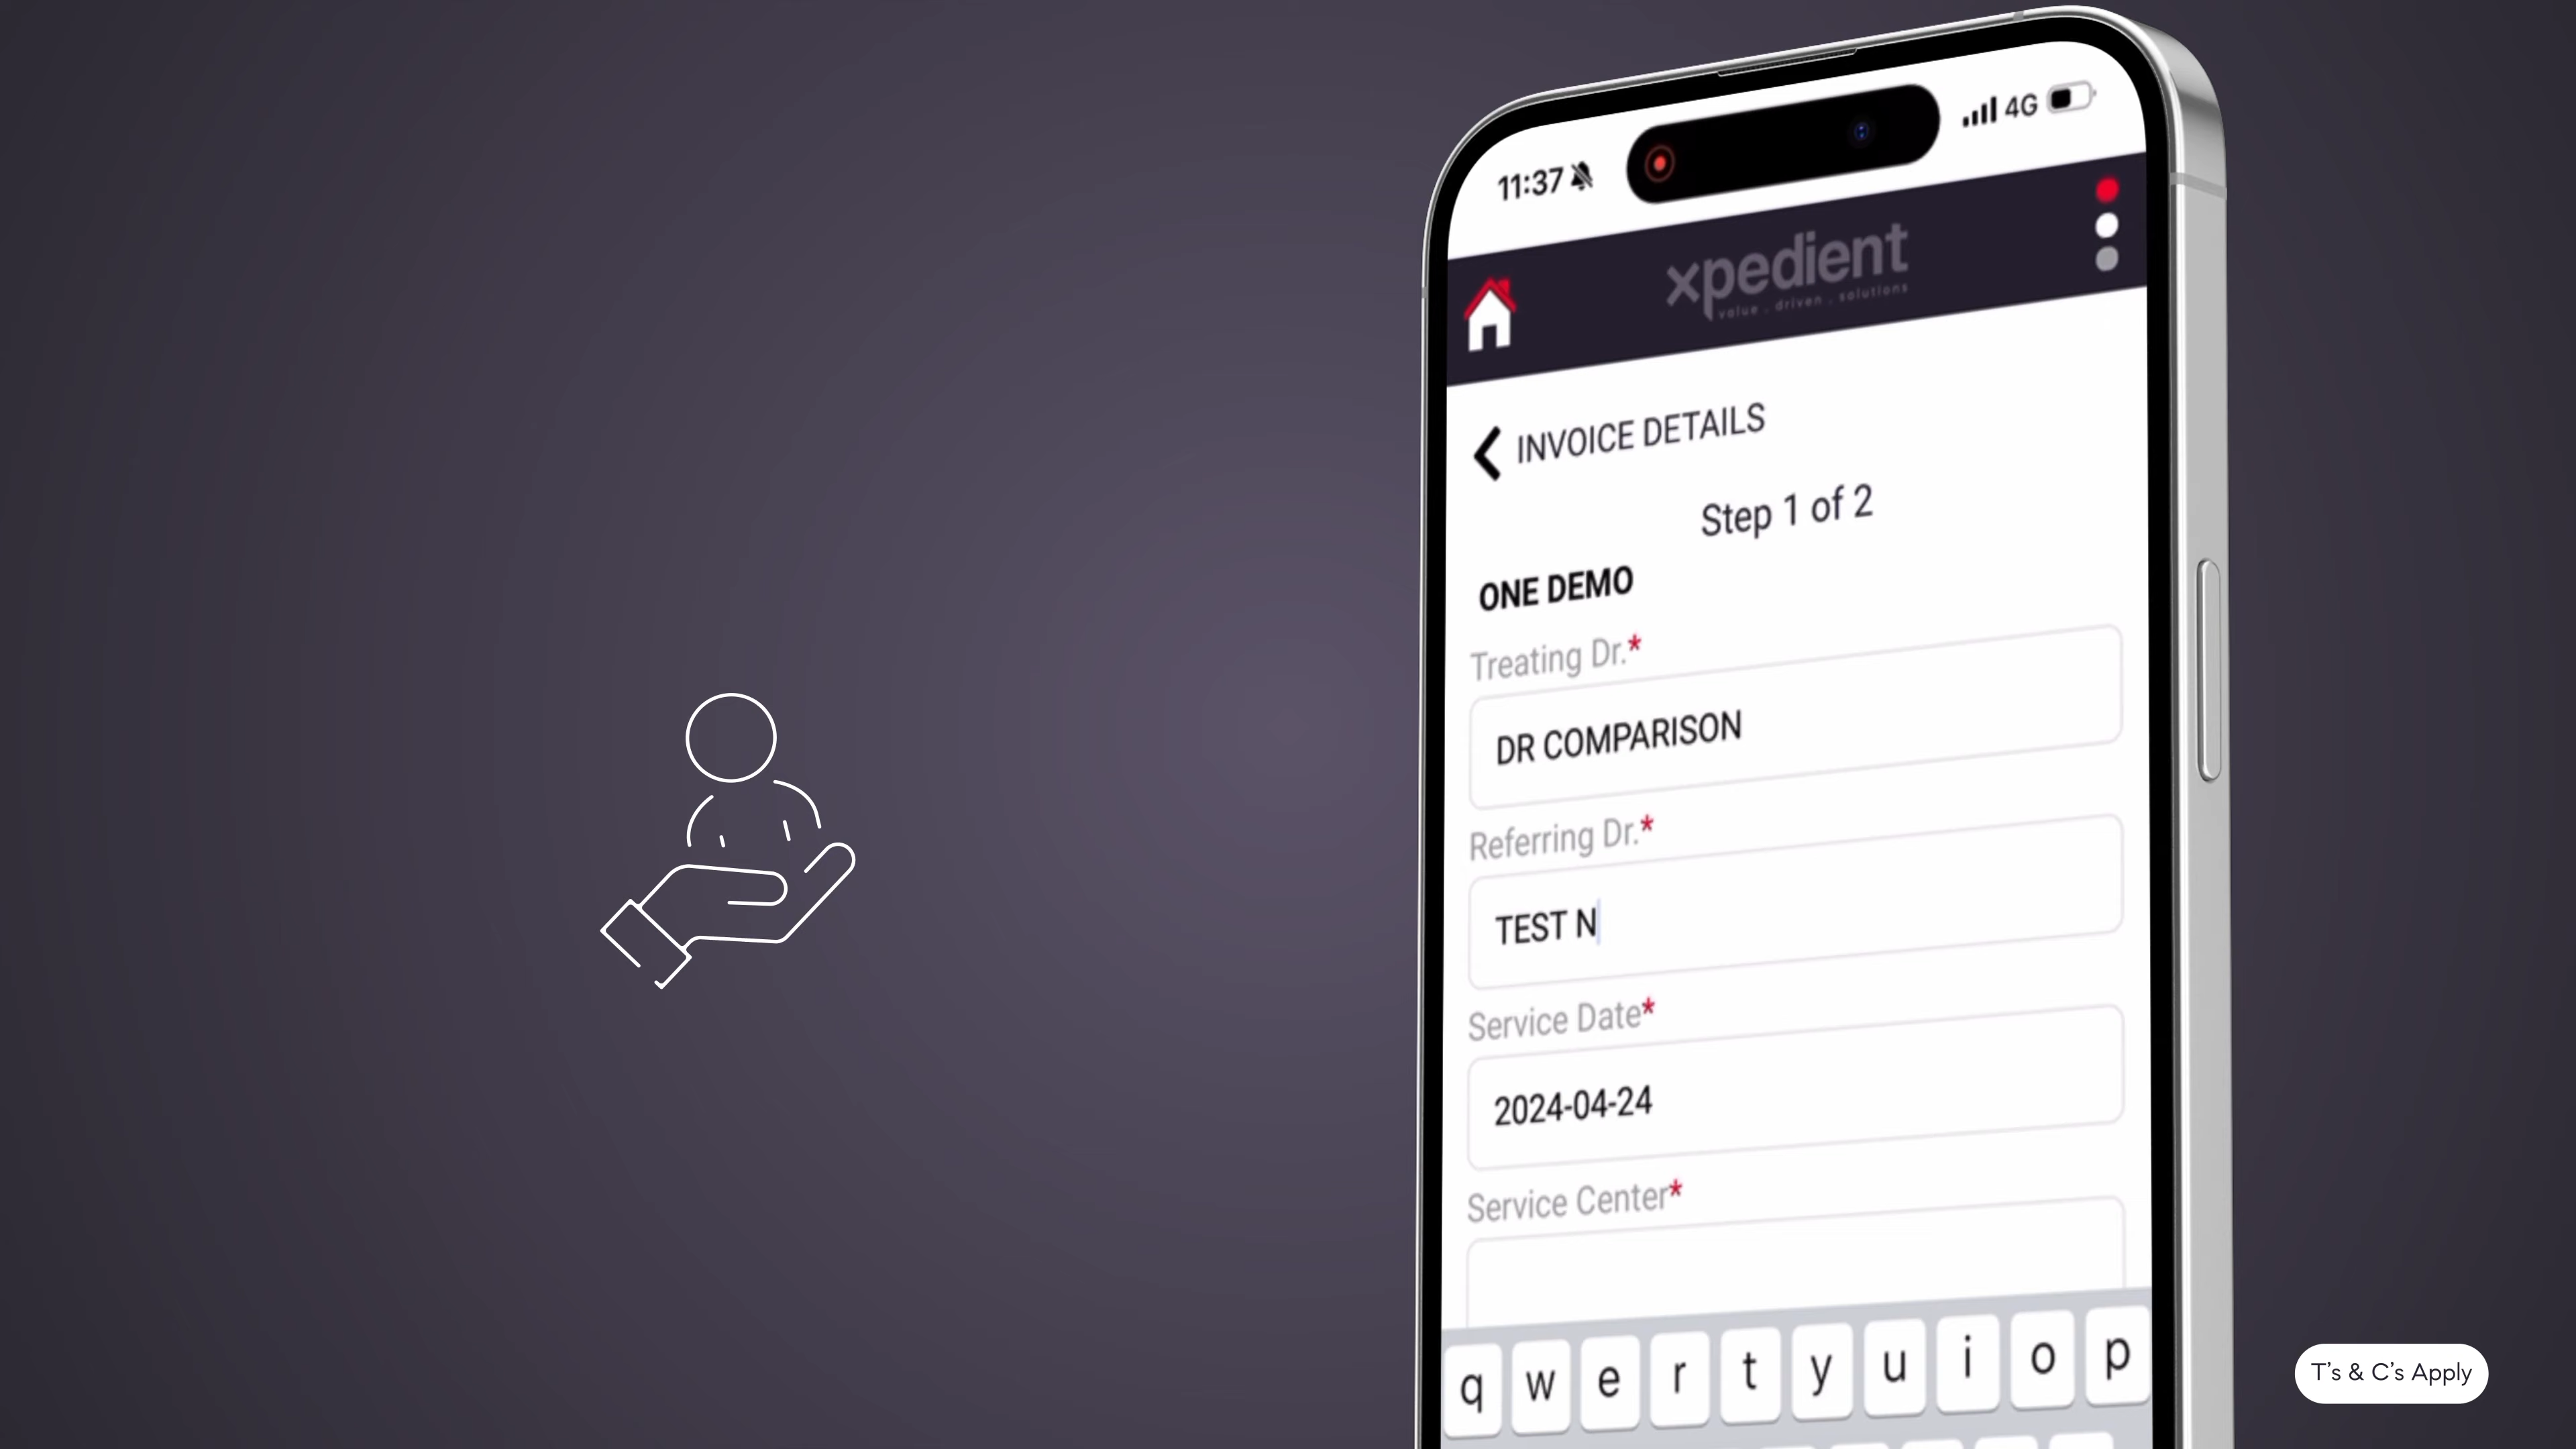 11:37
4G
xpedient
value . driven . solutions
INVOICE DETAILS
Step 1 of 2
ONE DEMO
Treating Dr.*
DR COMPARISON
Referring Dr.*
TEST N
Service Date*
2024-04-24
Service Center*
q w e r t y u i o p
T's & C's Apply